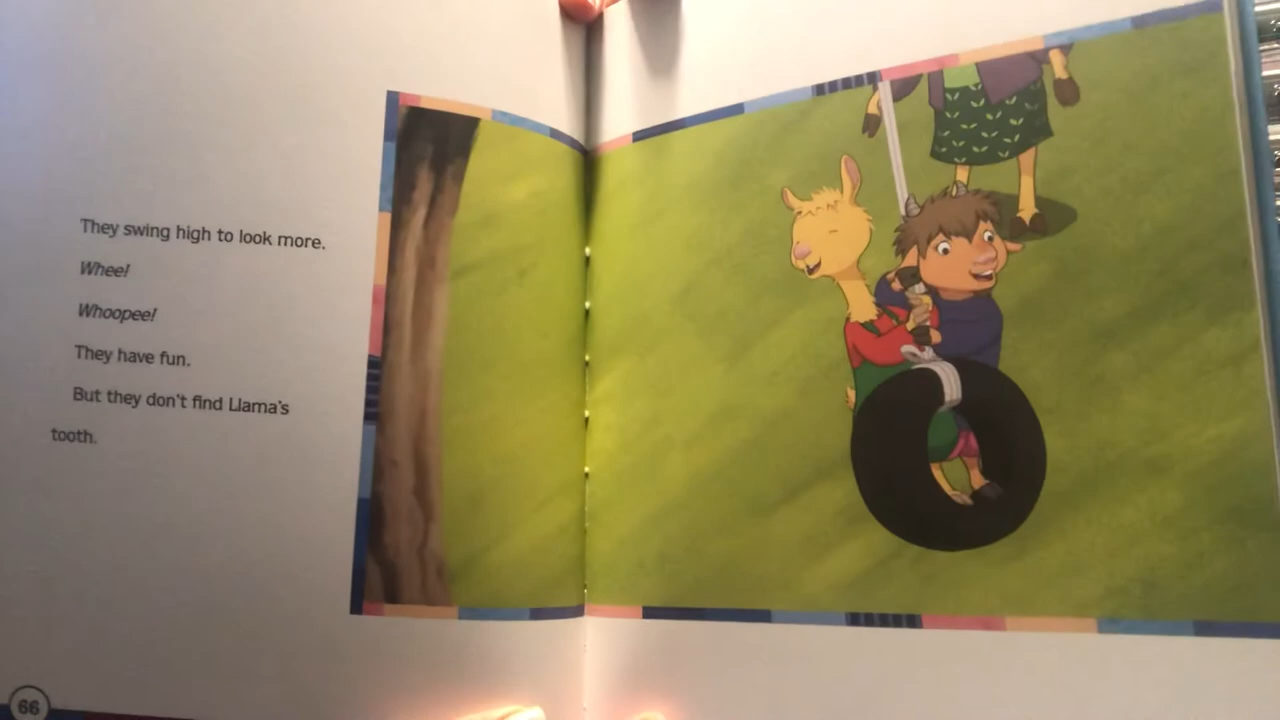 They swing high to look more.
Whee!
Whoopee!
They have fun.
But they don't find Llama's
tooth.
66